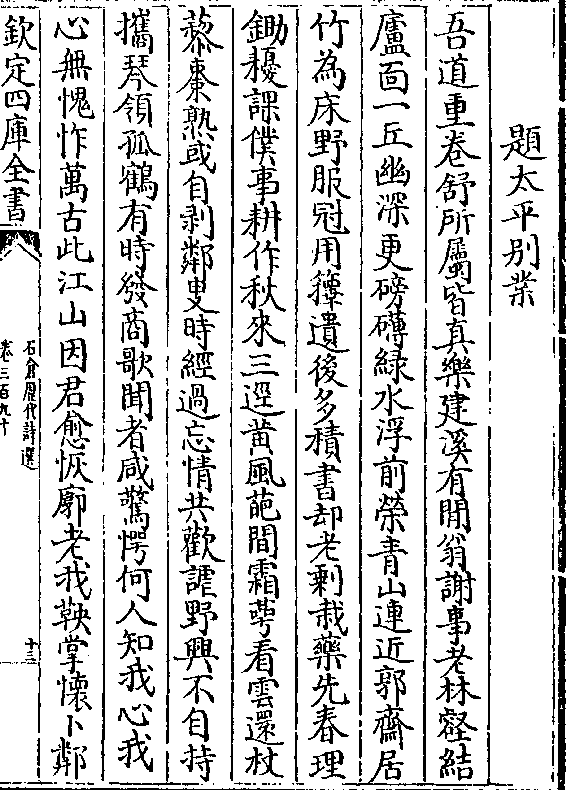 題太平别業
吾道重卷舒所屬皆真樂建溪有閒翁謝事老林壑結
廬面一丘幽深更磅礴緑水浮前榮青山連近郭齋居
竹為床野服冠用籜遺後多積書却老剩栽藥先春理
鋤耰課僕事耕作秋來三逕荒風葩間霜萼看雲還杖
藜棗熟或自剥鄰叟時經過忘情共歡謔野興不自持
攜琴領孤鶴有時發商歌聞者咸驚愕何人知我心我
心無愧怍萬古此江山因君愈恢廓老我鞅掌懷卜鄰
欽定四庫全書
石倉歴代詩選
卷三百九十
十三